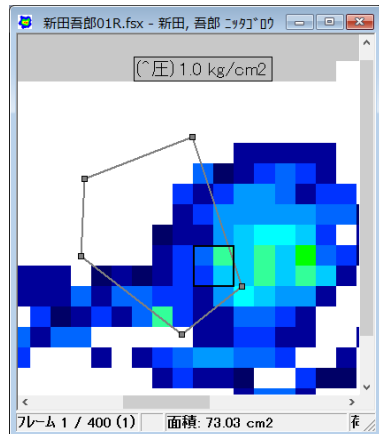 新田吾郎01R.fsx - 新田, 吾郎 ﾆｯﾀｺﾞﾛｳ
(^圧) 1.0 kg/cm2
ﾌﾚｰﾑ 1 / 400 (1) 面積: 73.03 cm2